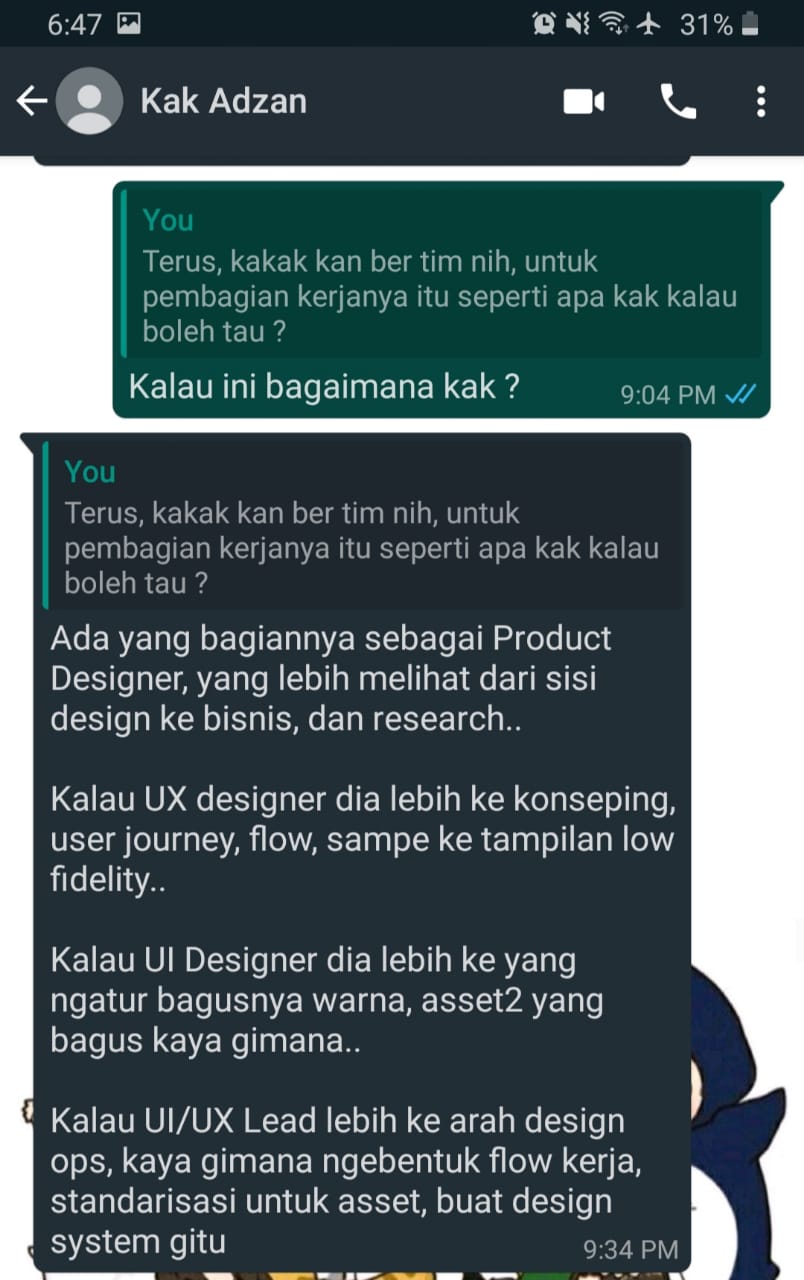 6:47
31%
Kak Adzan
You
Terus, kakak kan ber tim nih, untuk
pembagian kerjanya itu seperti apa kak kalau
boleh tau ?
Kalau ini bagaimana kak ?
9:04 PM
You
Terus, kakak kan ber tim nih, untuk
pembagian kerjanya itu seperti apa kak kalau
boleh tau ?
Ada yang bagiannya sebagai Product
Designer, yang lebih melihat dari sisi
design ke bisnis, dan research..
Kalau UX designer dia lebih ke konseping,
user journey, flow, sampe ke tampilan low
fidelity..
Kalau UI Designer dia lebih ke yang
ngatur bagusnya warna, asset2 yang
bagus kaya gimana..
Kalau UI/UX Lead lebih ke arah design
ops, kaya gimana ngebentuk flow kerja,
standarisasi untuk asset, buat design
system gitu
9:34 PM